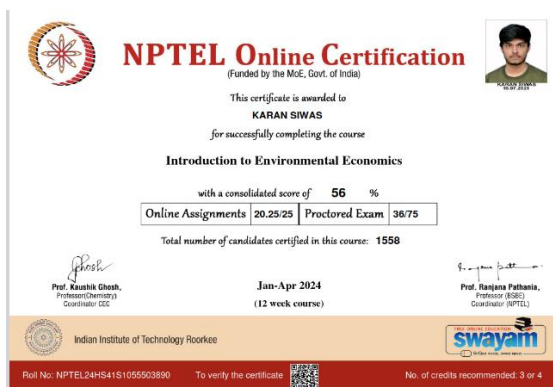 NPTEL Online Certification
(Funded by the MoE, Govt. of India)
KARAN SIWAS
This certificate is awarded to
KARAN SIWAS
for successfully completing the course
Introduction to Environmental Economics
with a consolidated score of 56 %
Online Assignments 20.25/25 Proctored Exam 36/75
Total number of candidates certified in this course: 1558
Prof. Kaushik Ghosh,
Professor(Chemistry)
Coordinator CEC
Jan-Apr 2024
(12 week course)
Prof. Ranjana Pathania,
Professor (BSBE)
Coordinator (NPTEL)
Indian Institute of Technology Roorkee
FREE ONLINE EDUCATION
swayam
Roll No: NPTEL24HS41S1055503890 To verify the certificate No. of credits recommended: 3 or 4